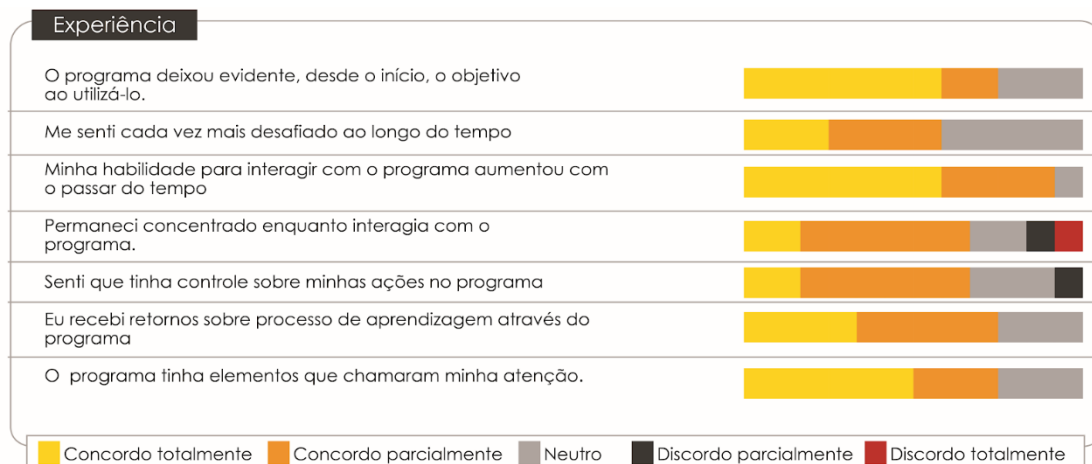 Experiência
O programa deixou evidente, desde o início, o objetivo
ao utilizá-lo.
Me senti cada vez mais desafiado ao longo do tempo
Minha habilidade para interagir com o programa aumentou com
o passar do tempo
Permaneci concentrado enquanto interagia com o
programa.
Senti que tinha controle sobre minhas ações no programa
Eu recebi retornos sobre processo de aprendizagem através do
programa
O programa tinha elementos que chamaram minha atenção.
Concordo totalmente Concordo parcialmente Neutro Discordo parcialmente Discordo totalmente